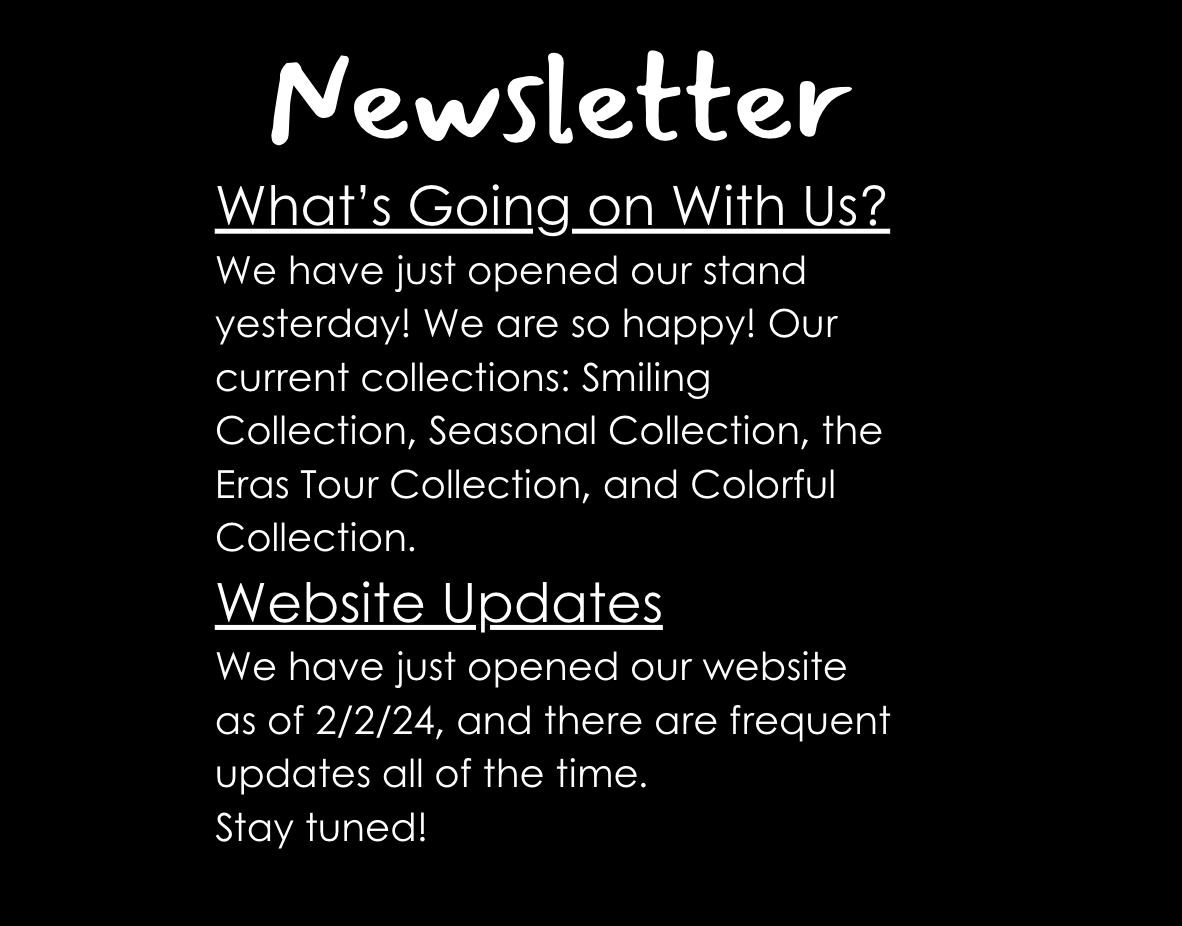 Newsletter
What’s Going on With Us?
We have just opened our stand
yesterday! We are so happy! Our
current collections: Smiling
Collection, Seasonal Collection, the
Eras Tour Collection, and Colorful
Collection.
Website Updates
We have just opened our website
as of 2/2/24, and there are frequent
updates all of the time.
Stay tuned!